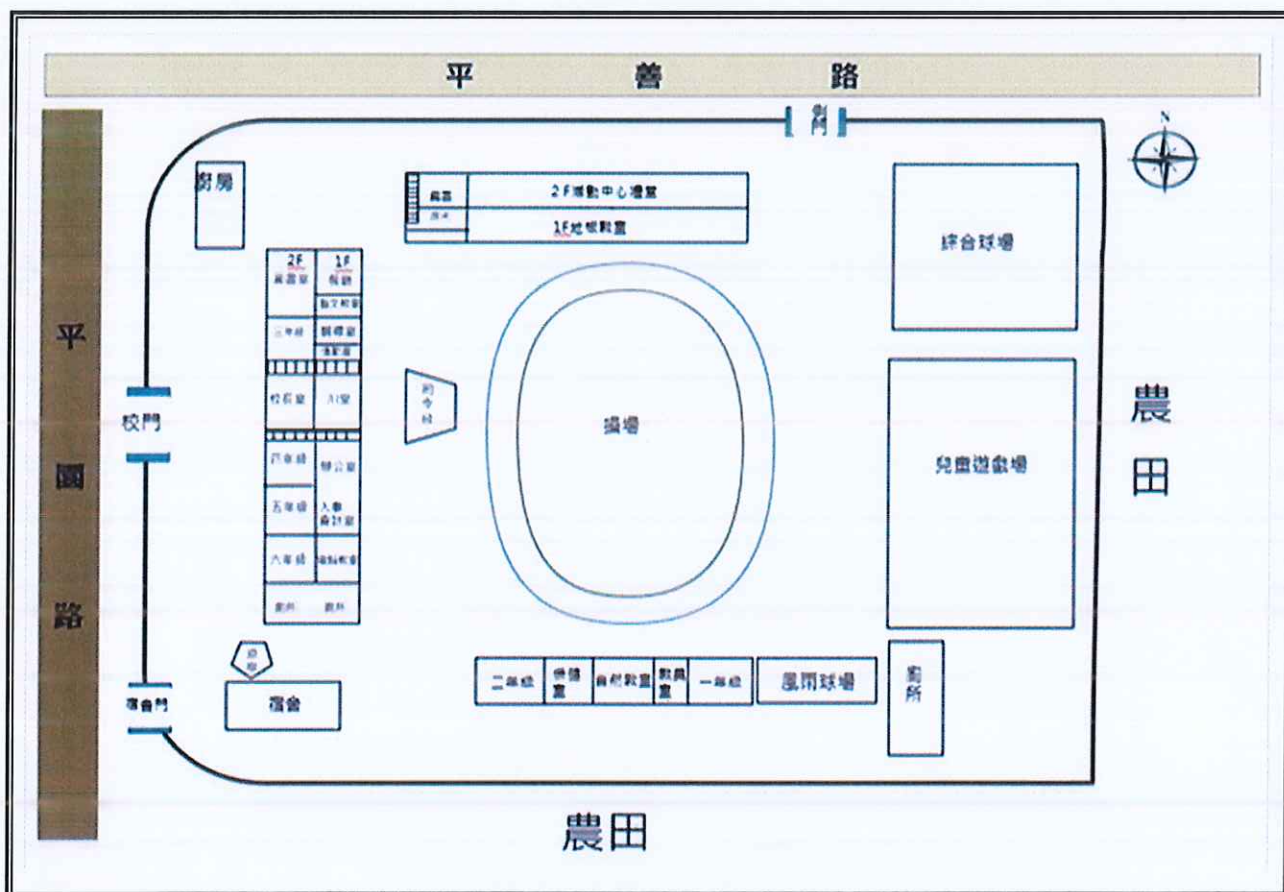 平善路
側門
N
廚房
2F活動中心禮堂
1F地板教室
綜合球場
2F 1F
三年級
校長室 川堂
司令台
操場
平園路
校門
農田
兒童遊戲場
四年級 辦公室
五年級 人事會計室
六年級
廁所 廁所
二年級 保健室 自然教室 教具室 一年級 風雨球場
廁所
宿舍門
宿舍
農田